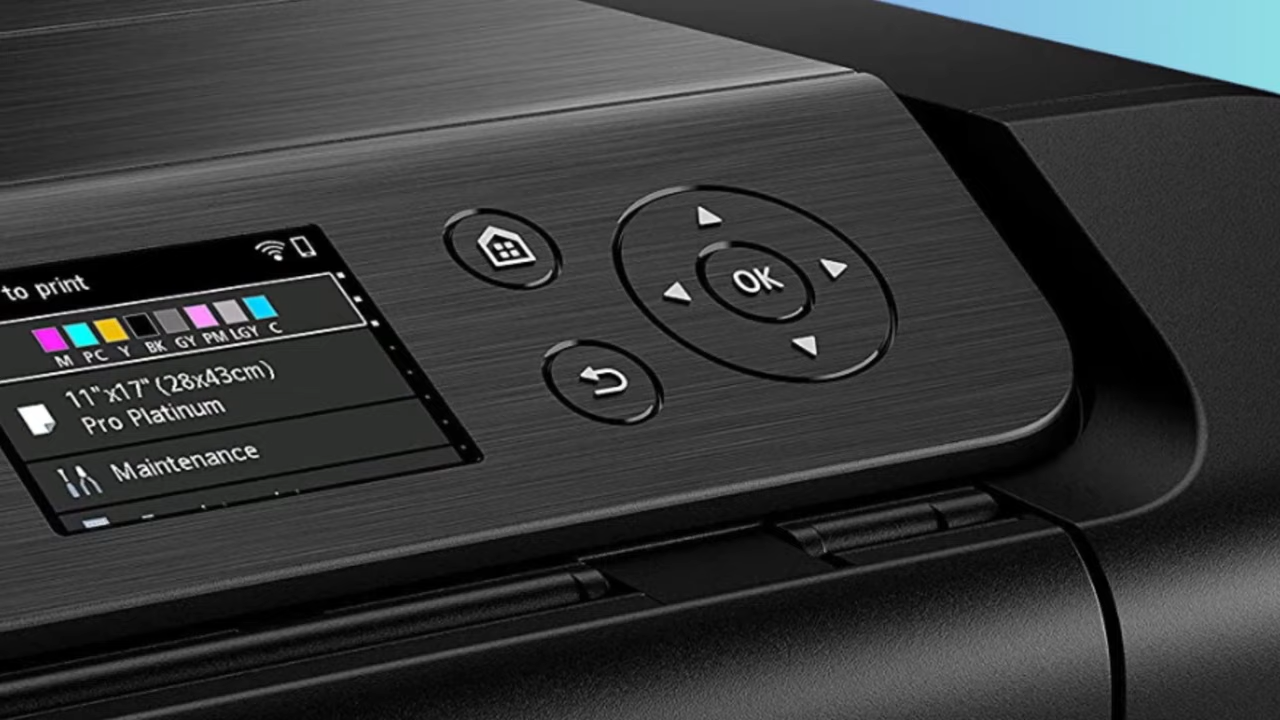 to print
M PC Y BK GY PM LGY C
11"x17" (28x43cm)
Pro Platinum
Maintenance
OK